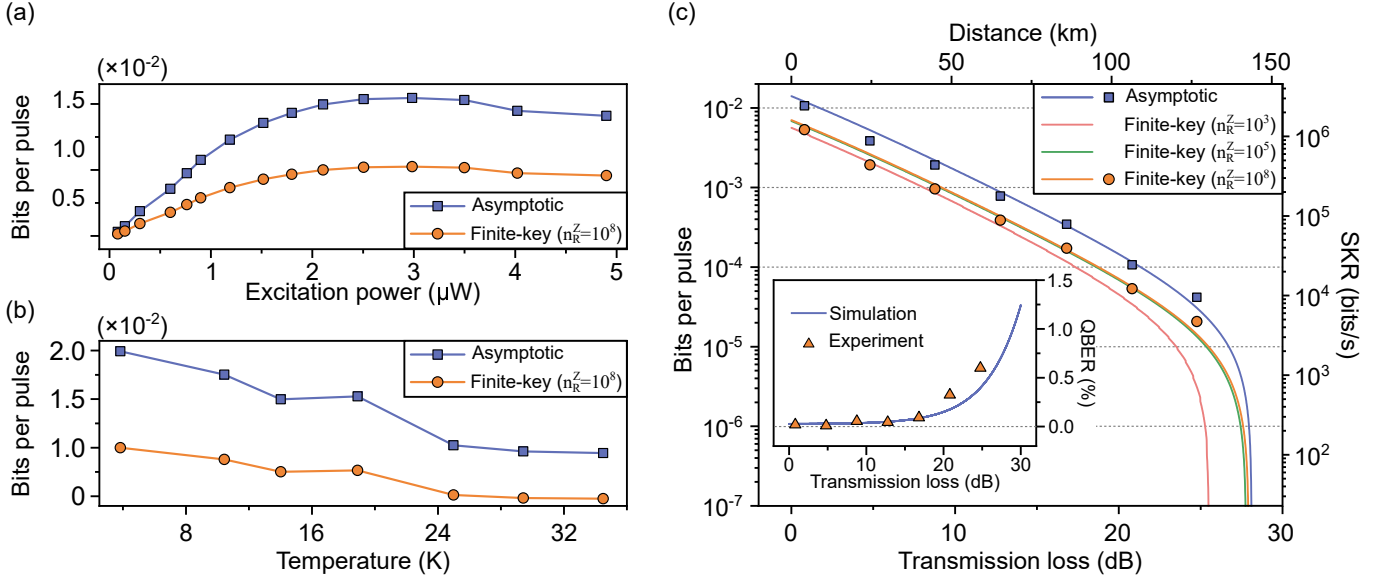 (a)
(×10⁻²)
1.5
1.0
0.5
Bits per pulse
Asymptotic
Finite-key (n_R^Z=10⁸)
0 1 2 3 4 5
Excitation power (μW)
(b)
(×10⁻²)
2.0
1.5
1.0
0
Bits per pulse
Asymptotic
Finite-key (n_R^Z=10⁸)
8 16 24 32
Temperature (K)
(c)
Distance (km)
0 50 100 150
10⁻²
10⁻³
10⁻⁴
10⁻⁵
10⁻⁶
10⁻⁷
Bits per pulse
Asymptotic
Finite-key (n_R^Z=10³)
Finite-key (n_R^Z=10⁵)
Finite-key (n_R^Z=10⁸)
10⁶
10⁵
10⁴
10³
10²
SKR (bits/s)
Simulation
Experiment
1.5
1.0
0.5
0.0
QBER (%)
0 10 20 30
Transmission loss (dB)
0 10 20 30
Transmission loss (dB)